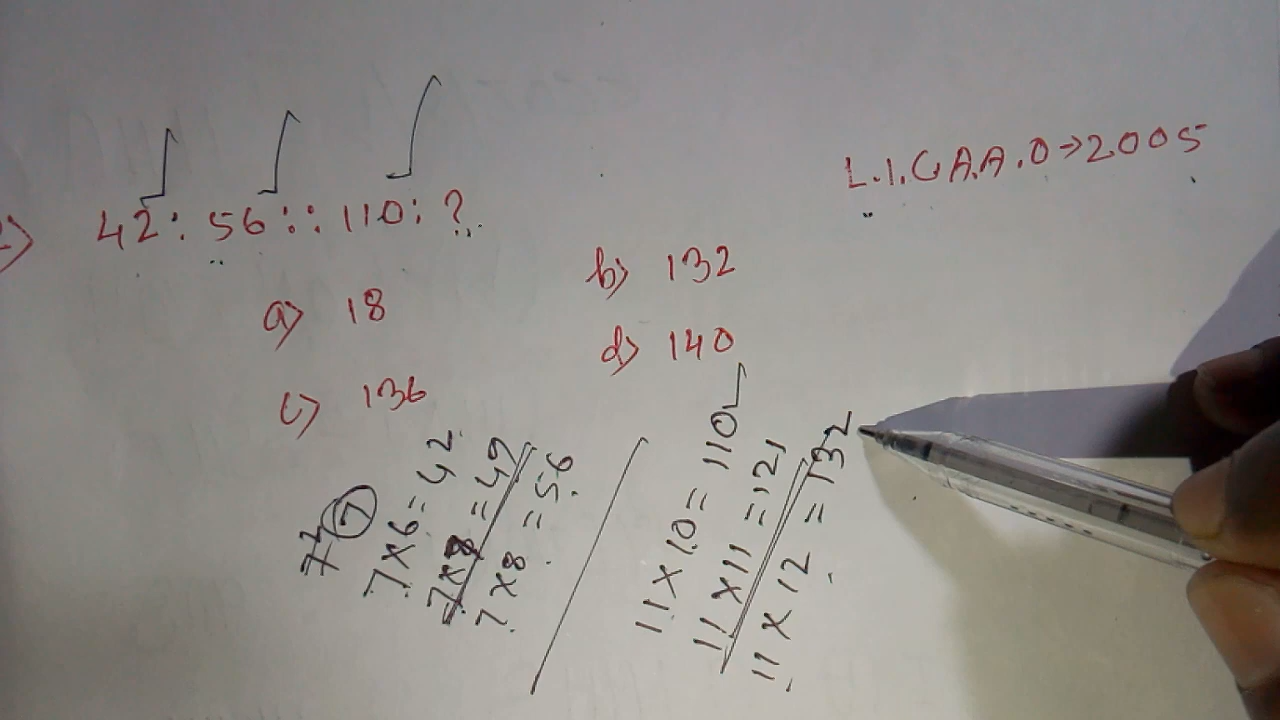 L.I.C A.A.O→2005
42 : 56 :: 110 : ?
a) 18
b) 132
c) 136
d) 140
7
7×6 = 42
7×7 = 49
7×8 = 56
11×10 = 110
11×11 = 121
11×12 = 132